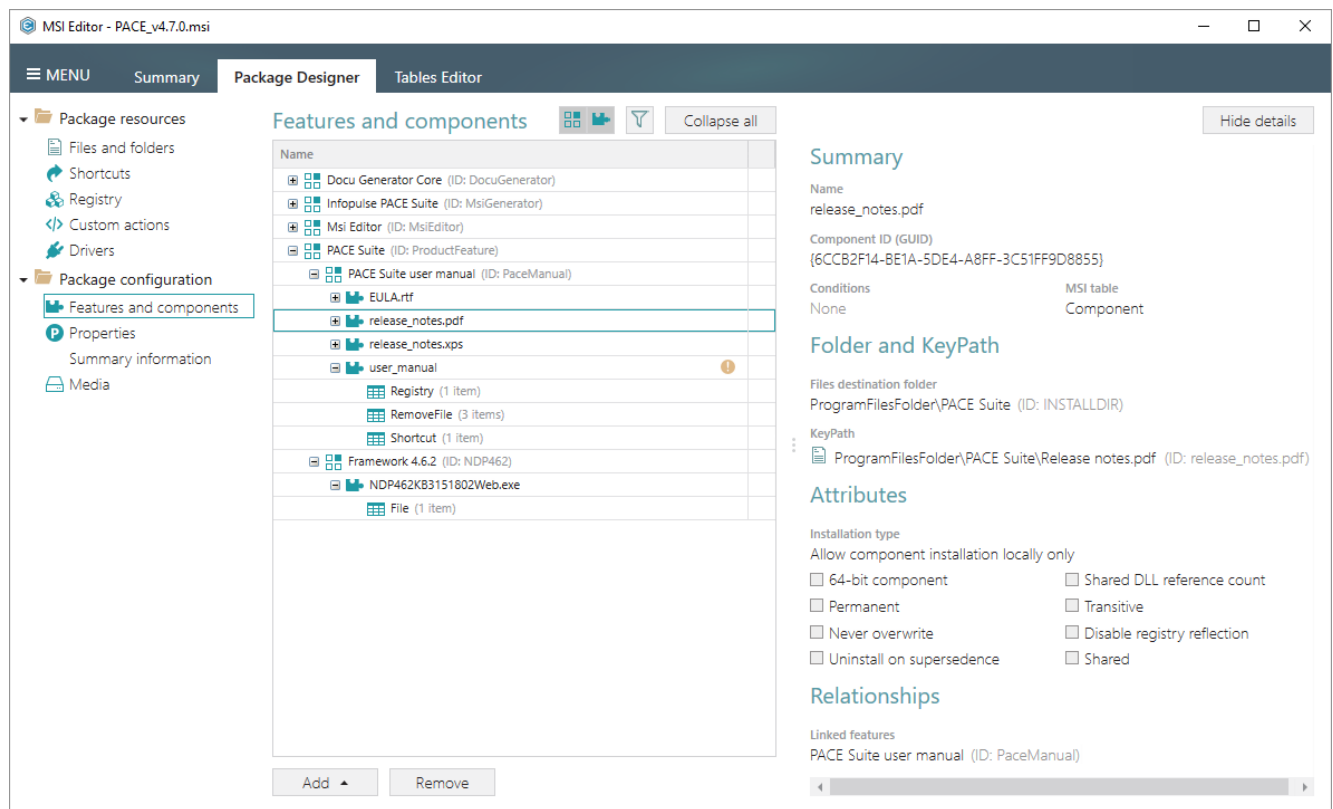 MSI Editor - PACE_v4.7.0.msi
MENU
Summary
Package Designer
Tables Editor
Package resources
Files and folders
Shortcuts
Registry
Custom actions
Drivers
Package configuration
Features and components
Properties
Summary information
Media
Features and components
Collapse all
Name
Docu Generator Core (ID: DocuGenerator)
Infopulse PACE Suite (ID: MsiGenerator)
Msi Editor (ID: MsiEditor)
PACE Suite (ID: ProductFeature)
PACE Suite user manual (ID: PaceManual)
EULA.rtf
release_notes.pdf
release_notes.xps
user_manual
Registry (1 item)
RemoveFile (3 items)
Shortcut (1 item)
Framework 4.6.2 (ID: NDP462)
NDP462KB3151802Web.exe
File (1 item)
Add
Remove
Hide details
Summary
Name
release_notes.pdf
Component ID (GUID)
{6CCB2F14-BE1A-5DE4-A8FF-3C51FF9D8855}
Conditions
None
MSI table
Component
Folder and KeyPath
Files destination folder
ProgramFilesFolder\PACE Suite (ID: INSTALLDIR)
KeyPath
ProgramFilesFolder\PACE Suite\Release notes.pdf (ID: release_notes.pdf)
Attributes
Installation type
Allow component installation locally only
64-bit component
Shared DLL reference count
Permanent
Transitive
Never overwrite
Disable registry reflection
Uninstall on supersedence
Shared
Relationships
Linked features
PACE Suite user manual (ID: PaceManual)